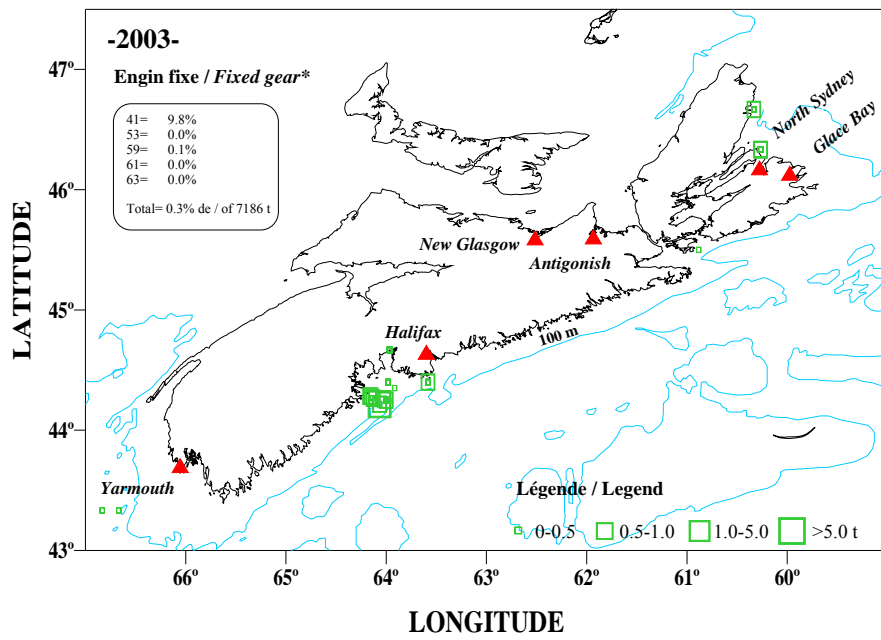 -2003-
Engin fixe / Fixed gear*
41= 9.8%
53= 0.0%
59= 0.1%
61= 0.0%
63= 0.0%
Total= 0.3% de / of 7186 t
47º
46º
45º
44º
43º
LATITUDE
North Sydney
Glace Bay
New Glasgow
Antigonish
Halifax
100 m
Yarmouth
Légende / Legend
0-0.5 0.5-1.0 1.0-5.0 >5.0 t
66º 65º 64º 63º 62º 61º 60º
LONGITUDE